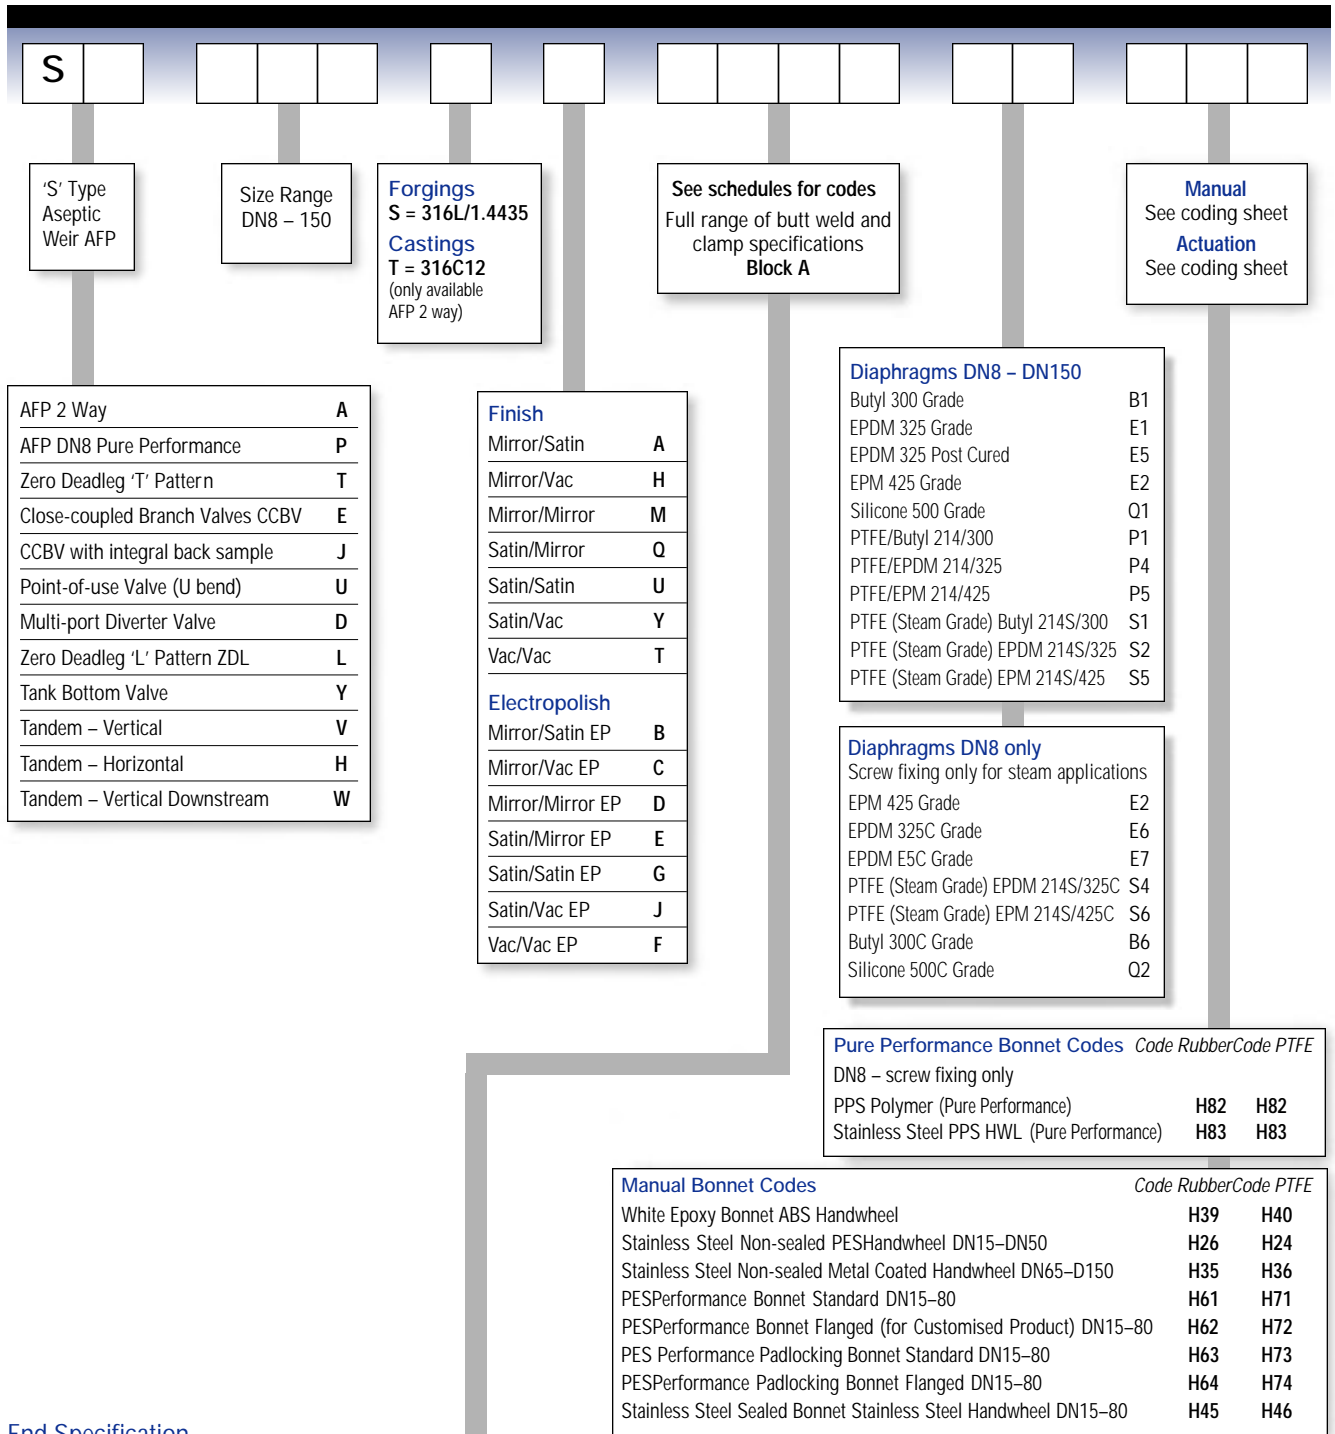 S
'S' Type
Aseptic
Weir AFP
Size Range
DN8 – 150
Forgings
S = 316L/1.4435
Castings
T = 316C12
(only available
AFP 2 way)
See schedules for codes
Full range of butt weld and
clamp specifications
Block A
Manual
See coding sheet
Actuation
See coding sheet
AFP 2 Way A
AFP DN8 Pure Performance P
Zero Deadleg 'T' Pattern T
Close-coupled Branch Valves CCBV E
CCBV with integral back sample J
Point-of-use Valve (U bend) U
Multi-port Diverter Valve D
Zero Deadleg 'L' Pattern ZDL L
Tank Bottom Valve Y
Tandem – Vertical V
Tandem – Horizontal H
Tandem – Vertical Downstream W
Finish
Mirror/Satin A
Mirror/Vac H
Mirror/Mirror M
Satin/Mirror Q
Satin/Satin U
Satin/Vac Y
Vac/Vac T
Electropolish
Mirror/Satin EP B
Mirror/Vac EP C
Mirror/Mirror EP D
Satin/Mirror EP E
Satin/Satin EP G
Satin/Vac EP J
Vac/Vac EP F
Diaphragms DN8 – DN150
Butyl 300 Grade B1
EPDM 325 Grade E1
EPDM 325 Post Cured E5
EPM 425 Grade E2
Silicone 500 Grade Q1
PTFE/Butyl 214/300 P1
PTFE/EPDM 214/325 P4
PTFE/EPM 214/425 P5
PTFE (Steam Grade) Butyl 214S/300 S1
PTFE (Steam Grade) EPDM 214S/325 S2
PTFE (Steam Grade) EPM 214S/425 S5
Diaphragms DN8 only
Screw fixing only for steam applications
EPM 425 Grade E2
EPDM 325C Grade E6
EPDM E5C Grade E7
PTFE (Steam Grade) EPDM 214S/325C S4
PTFE (Steam Grade) EPM 214S/425C S6
Butyl 300C Grade B6
Silicone 500C Grade Q2
Pure Performance Bonnet Codes Code RubberCode PTFE
DN8 – screw fixing only
PPS Polymer (Pure Performance) H82 H82
Stainless Steel PPS HWL (Pure Performance) H83 H83
Manual Bonnet Codes Code RubberCode PTFE
White Epoxy Bonnet ABS Handwheel H39 H40
Stainless Steel Non-sealed PESHandwheel DN15–DN50 H26 H24
Stainless Steel Non-sealed Metal Coated Handwheel DN65–D150 H35 H36
PESPerformance Bonnet Standard DN15–80 H61 H71
PESPerformance Bonnet Flanged (for Customised Product) DN15–80 H62 H72
PES Performance Padlocking Bonnet Standard DN15–80 H63 H73
PESPerformance Padlocking Bonnet Flanged DN15–80 H64 H74
Stainless Steel Sealed Bonnet Stainless Steel Handwheel DN15–80 H45 H46
End Specification